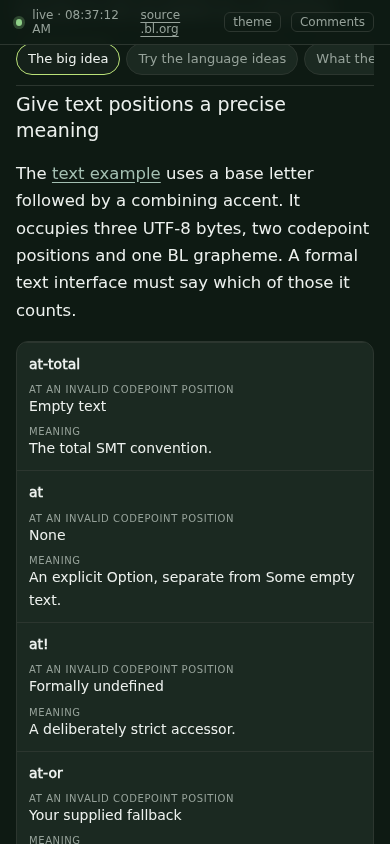 live · 08:37:12 AM
source .bl.org
theme
Comments
The big idea
Try the language ideas
What the
Give text positions a precise
meaning
The text example uses a base letter
followed by a combining accent. It
occupies three UTF-8 bytes, two codepoint
positions and one BL grapheme. A formal
text interface must say which of those it
counts.
at-total
AT AN INVALID CODEPOINT POSITION
Empty text
MEANING
The total SMT convention.
at
AT AN INVALID CODEPOINT POSITION
None
MEANING
An explicit Option, separate from Some empty
text.
at!
AT AN INVALID CODEPOINT POSITION
Formally undefined
MEANING
A deliberately strict accessor.
at-or
AT AN INVALID CODEPOINT POSITION
Your supplied fallback
MEANING